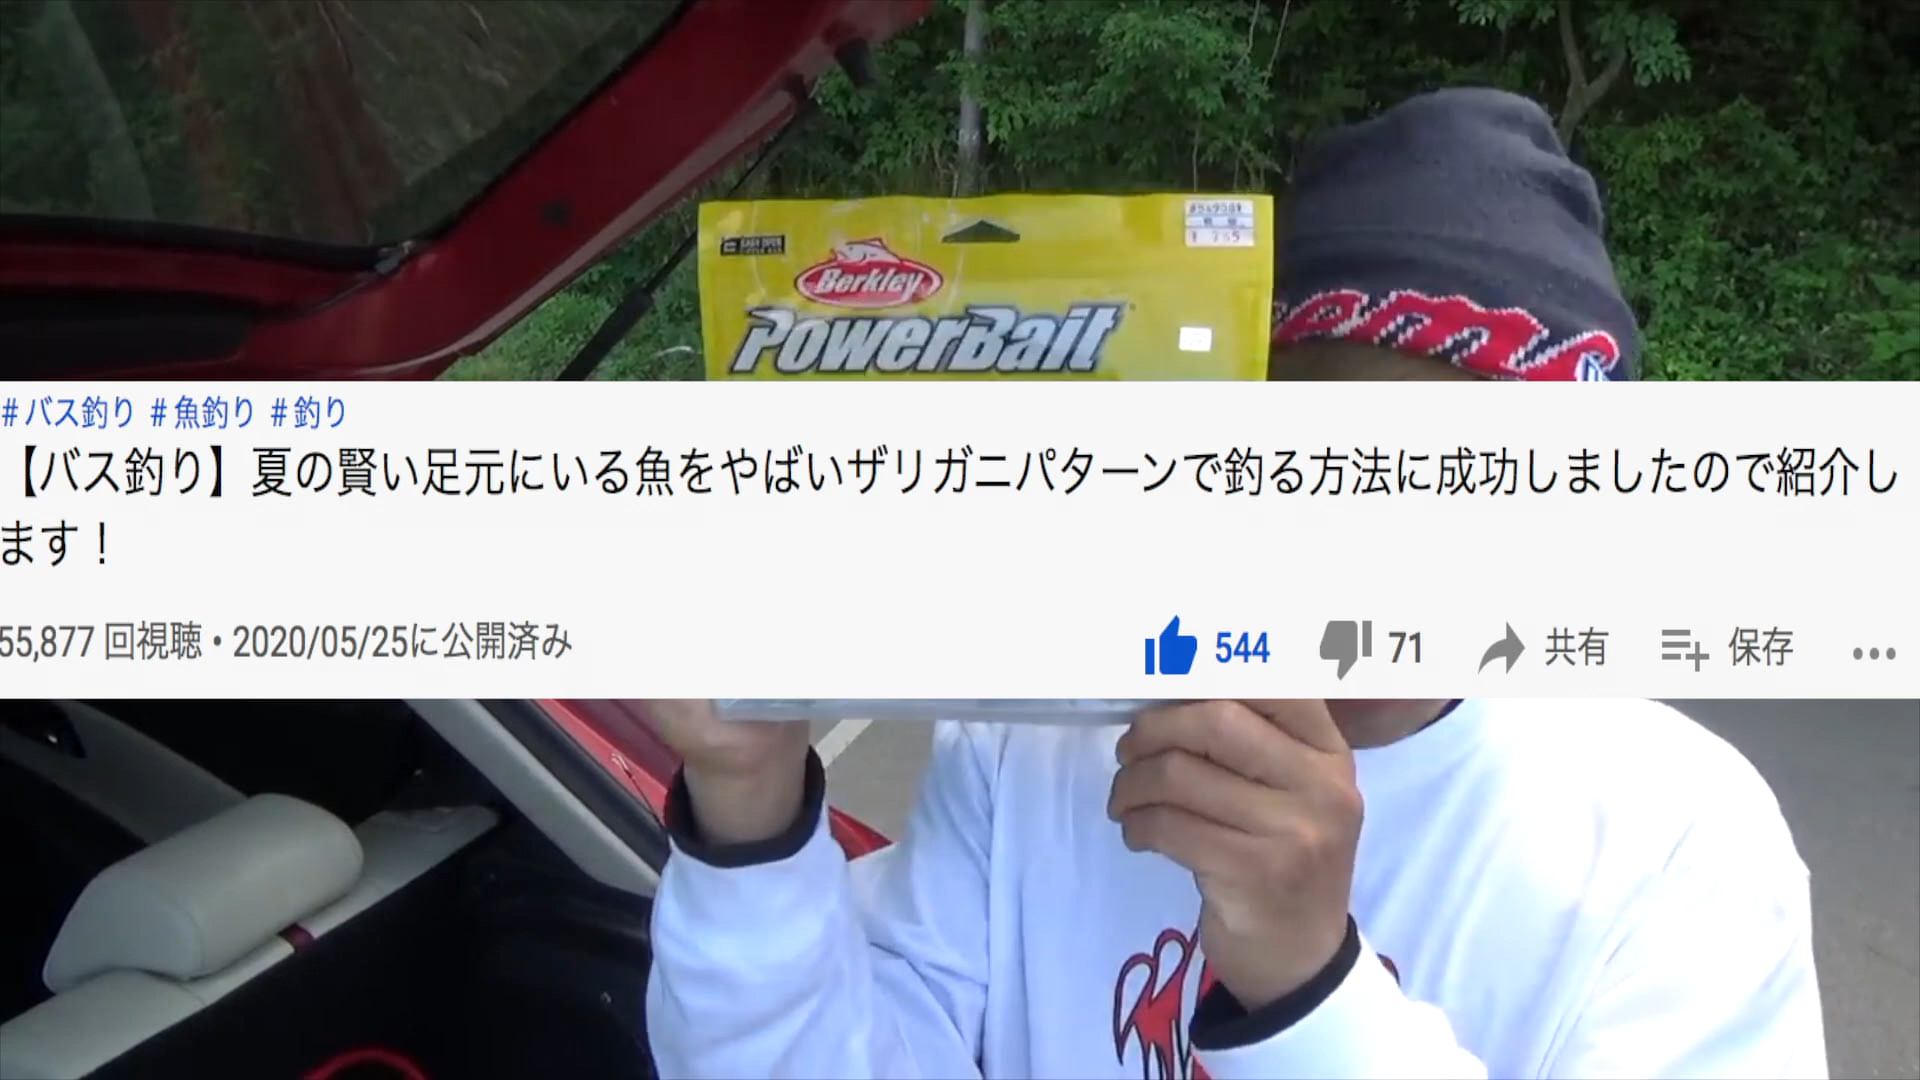 Berkley
PowerBait
#バス釣り #魚釣り #釣り
【バス釣り】夏の賢い足元にいる魚をやばいザリガニパターンで釣る方法に成功しましたので紹介し
ます！
55,877 回視聴・2020/05/25に公開済み
544 71 共有 保存 …